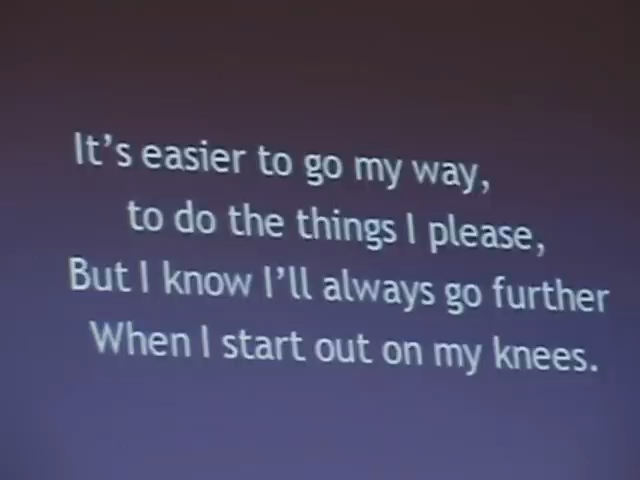 It's easier to go my way,
to do the things I please,
But I know I'll always go further
When I start out on my knees.